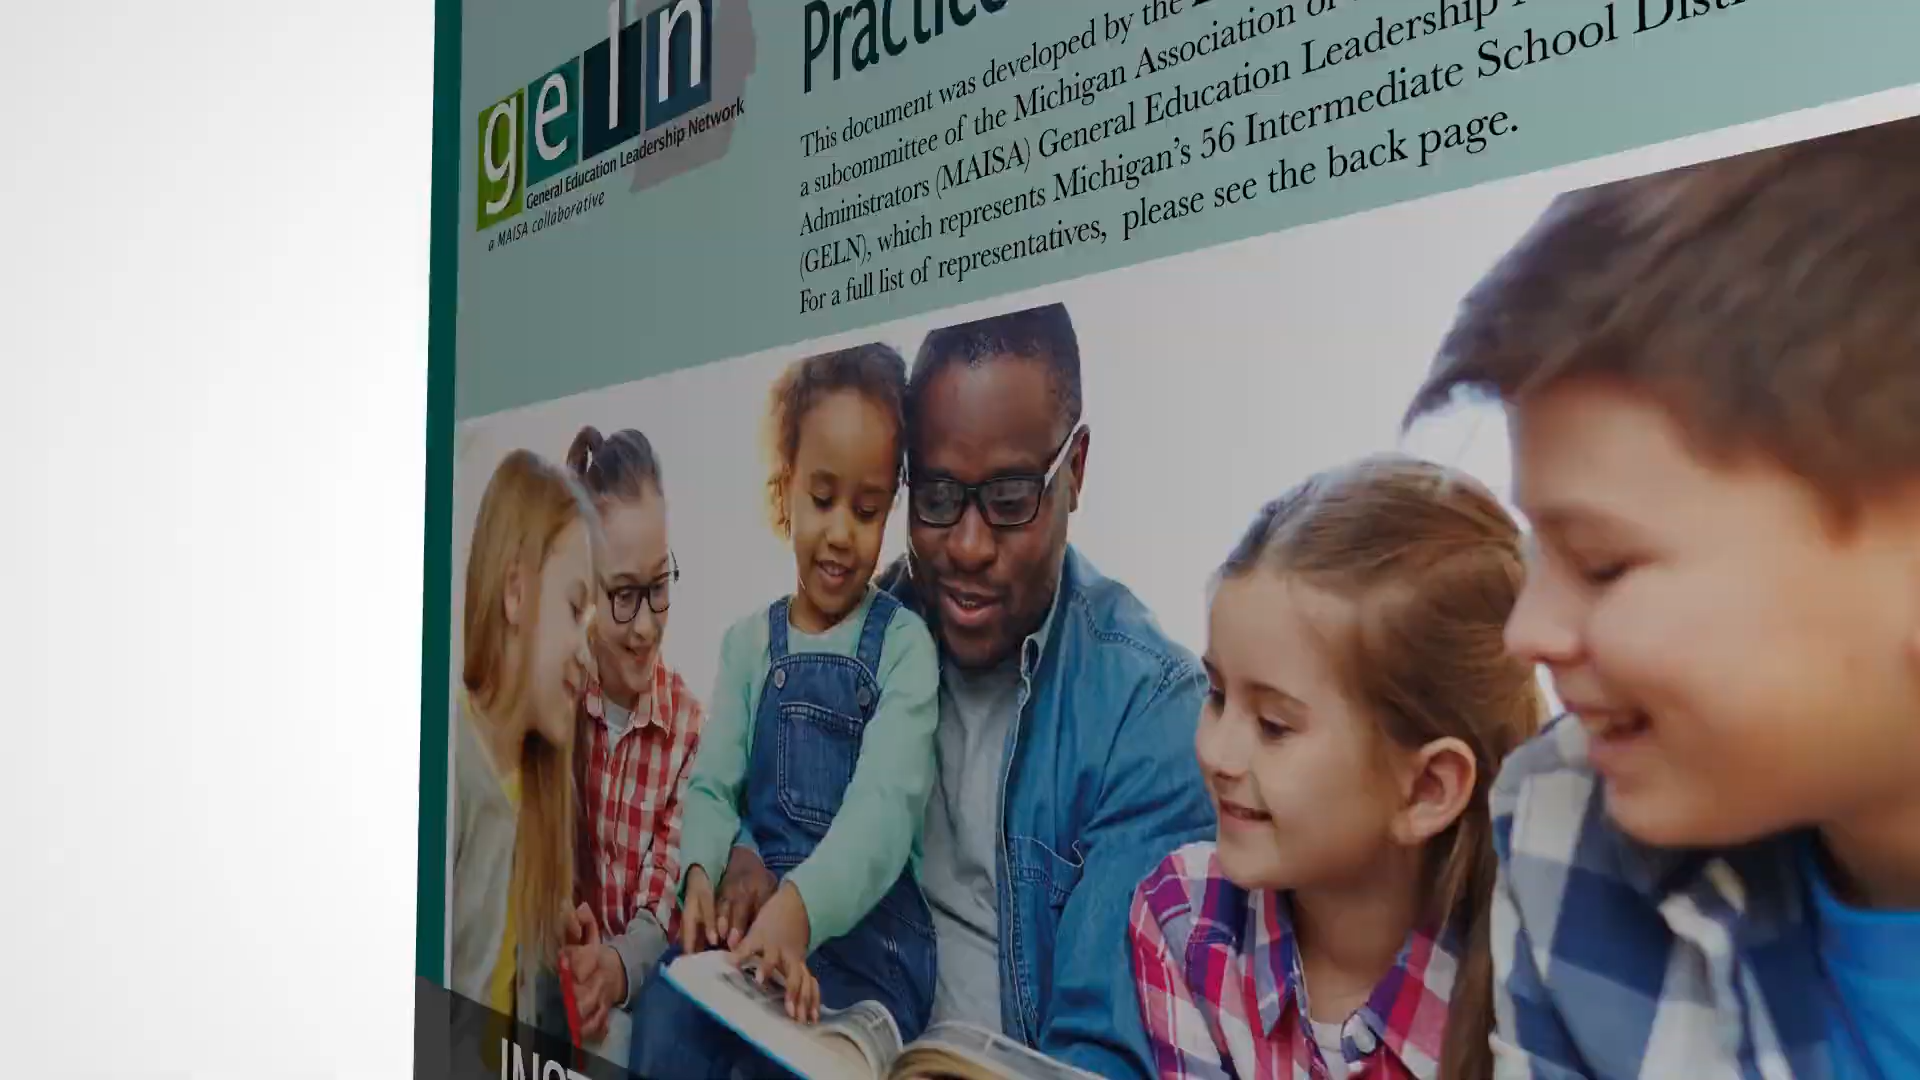 geln
General Education Leadership Network
a MAISA collaborative
Practice
This document was developed by the
a subcommittee of the Michigan Association of
Administrators (MAISA) General Education Leadership
(GELN), which represents Michigan's 56 Intermediate School
For a full list of representatives, please see the back page.